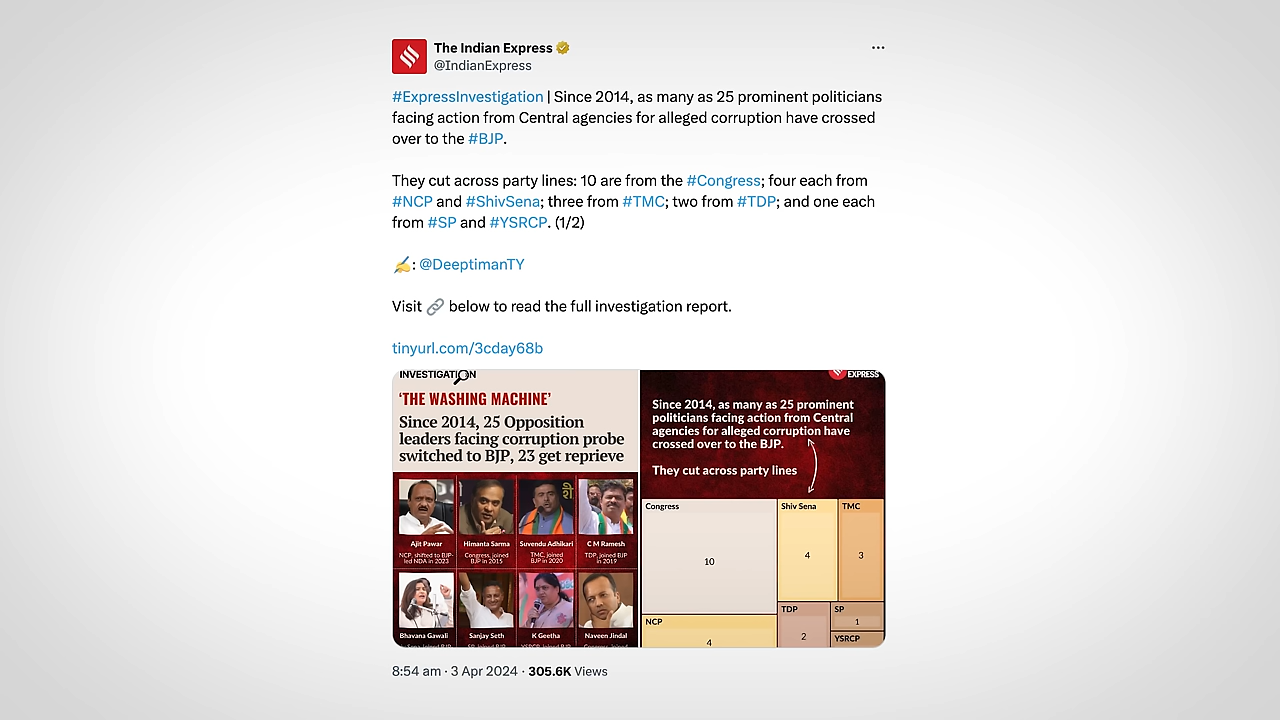 The Indian Express
@IndianExpress
#ExpressInvestigation | Since 2014, as many as 25 prominent politicians
facing action from Central agencies for alleged corruption have crossed
over to the #BJP.
They cut across party lines: 10 are from the #Congress; four each from
#NCP and #ShivSena; three from #TMC; two from #TDP; and one each
from #SP and #YSRCP. (1/2)
✍️: @DeeptimanTY
Visit 🔗 below to read the full investigation report.
tinyurl.com/3cday68b
INVESTIGATION
‘THE WASHING MACHINE’
Since 2014, 25 Opposition
leaders facing corruption probe
switched to BJP, 23 get reprieve
Ajit Pawar
NCP, shifted to BJP-
led NDA in 2023
Himanta Sarma
Congress, joined
BJP in 2015
Suvendu Adhikari
TMC, joined
BJP in 2020
C M Ramesh
TDP, joined BJP
in 2019
Bhavana Gawali
Sanjay Seth
K Geetha
Naveen Jindal
EXPRESS
Since 2014, as many as 25 prominent
politicians facing action from Central
agencies for alleged corruption have
crossed over to the BJP.
They cut across party lines
Congress
10
Shiv Sena
4
TMC
3
NCP
4
TDP
2
SP
1
YSRCP
8:54 am · 3 Apr 2024 · 305.6K Views